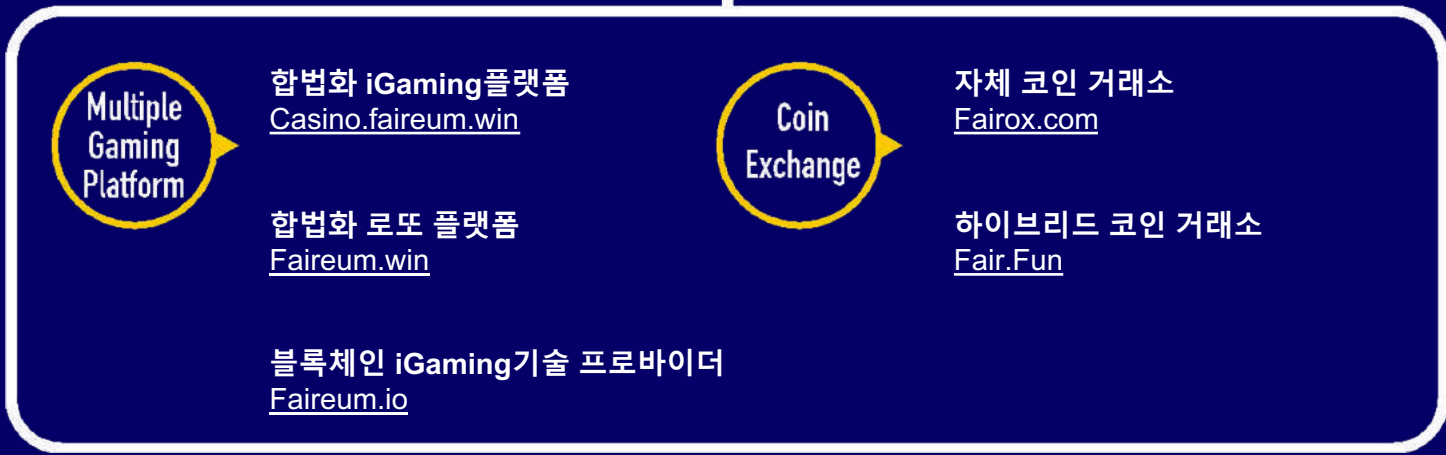 Multiple
Gaming
Platform
합법화 iGaming플랫폼
Casino.faireum.win
합법화 로또 플랫폼
Faireum.win
블록체인 iGaming기술 프로바이더
Faireum.io
Coin
Exchange
자체 코인 거래소
Fairox.com
하이브리드 코인 거래소
Fair.Fun